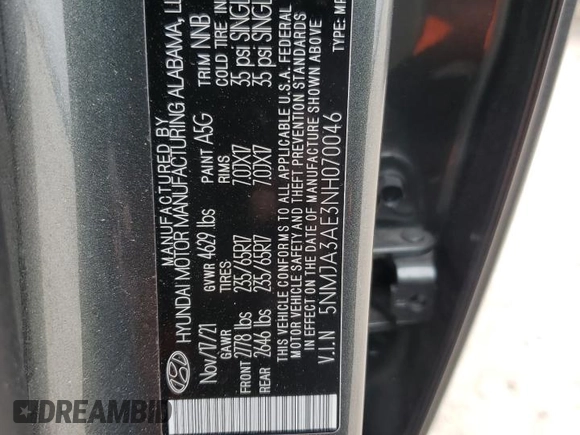 MANUFACTURED BY
HYUNDAI MOTOR MANUFACTURING ALABAMA, LL
Nov/17/21 GVWR 4629 lbs PAINT A5G TRIM NNB
GAWR TIRES RIMS COLD TIRE IN
FRONT 2778 lbs 235/65R17 7.0JX17 35 psi SINGL
REAR 2646 lbs 235/65R17 7.0JX17 35 psi SINGL
THIS VEHICLE CONFORMS TO ALL APPLICABLE U.S.A. FEDERAL
MOTOR VEHICLE SAFETY AND THEFT PREVENTION STANDARDS
IN EFFECT ON THE DATE OF MANUFACTURE SHOWN ABOVE.
V.I.N 5NMJA3AE3NH070046 TYPE: MP
DREAMBID